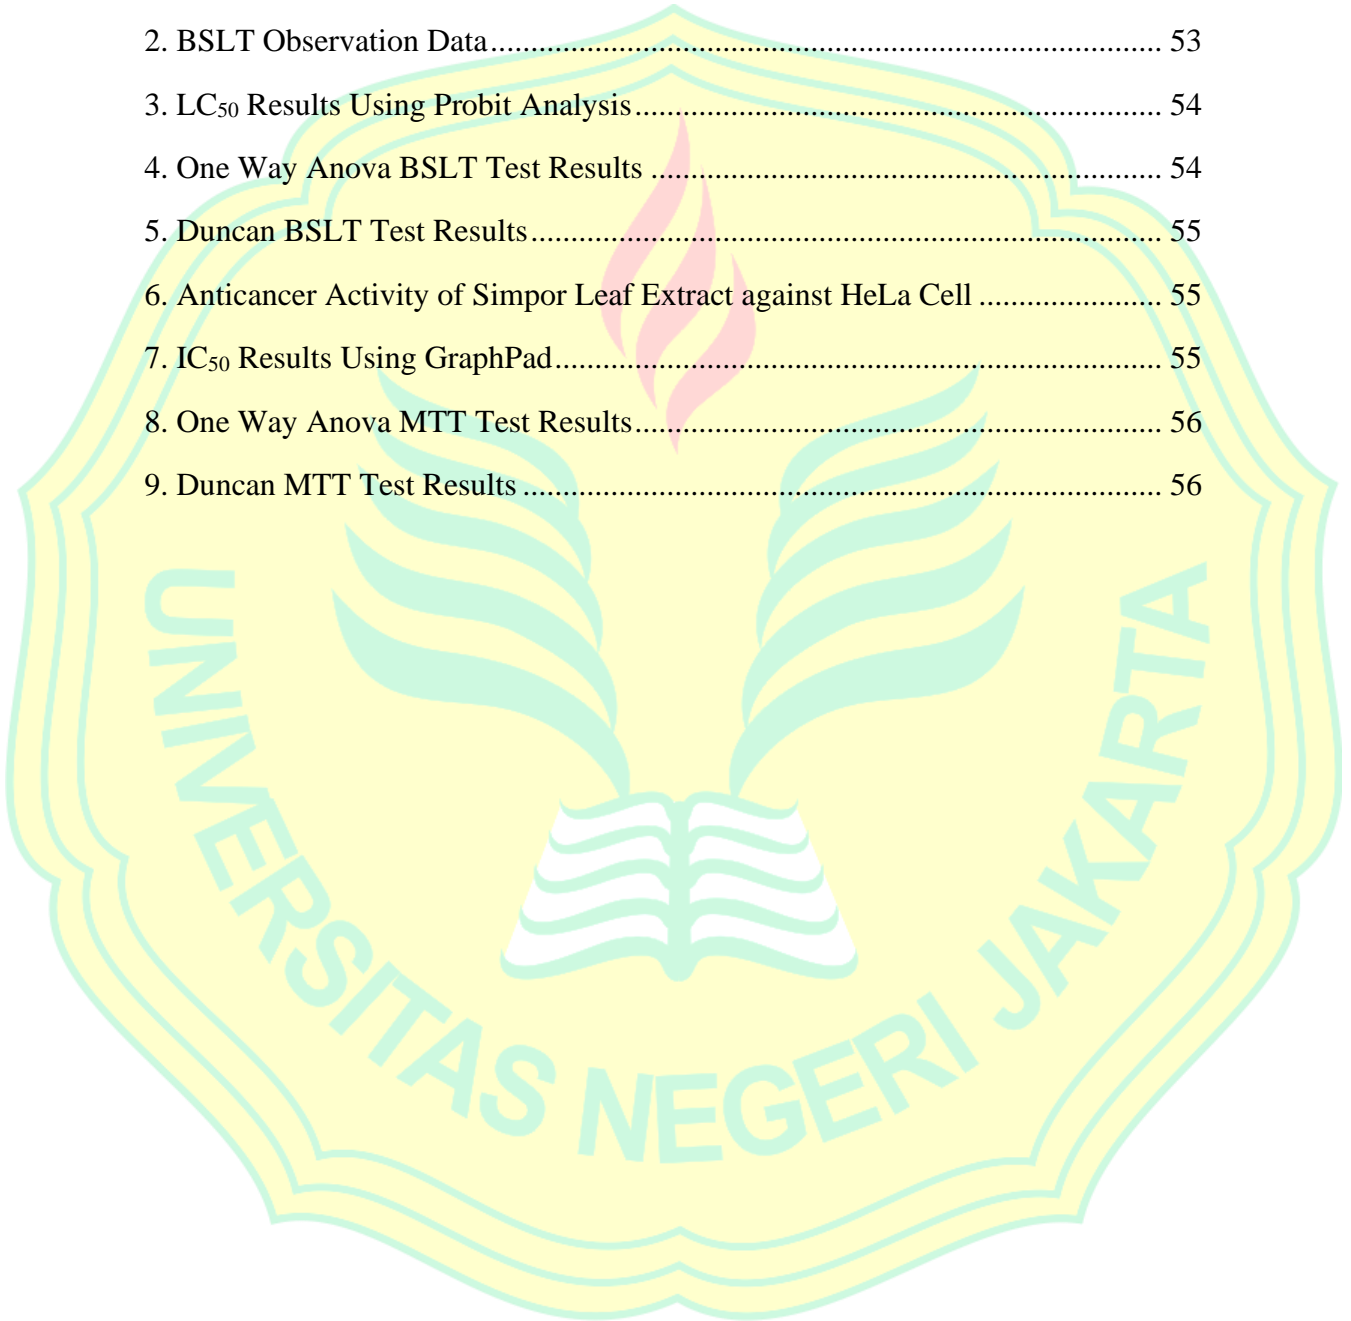 2. BSLT Observation Data.................................................................................. 53
3. LC₅₀ Results Using Probit Analysis................................................................ 54
4. One Way Anova BSLT Test Results .............................................................. 54
5. Duncan BSLT Test Results............................................................................. 55
6. Anticancer Activity of Simpor Leaf Extract against HeLa Cell ...................... 55
7. IC₅₀ Results Using GraphPad.......................................................................... 55
8. One Way Anova MTT Test Results................................................................ 56
9. Duncan MTT Test Results .............................................................................. 56
UNIVERSITAS NEGERI JAKARTA